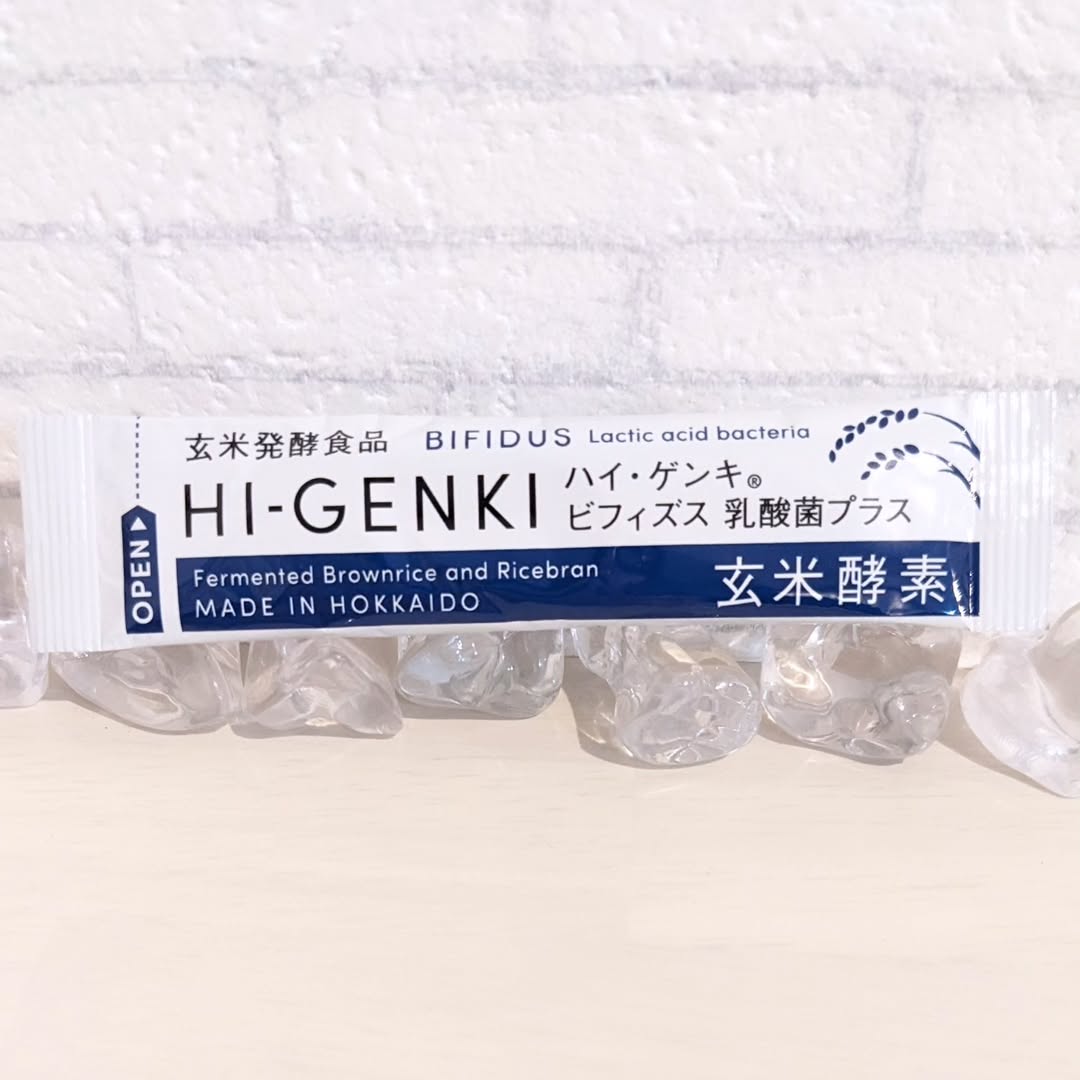 玄米発酵食品 BIFIDUS Lactic acid bacteria
HI-GENKI ハイ・ゲンキ®
ビフィズス 乳酸菌プラス
OPEN
Fermented Brownrice and Ricebran
MADE IN HOKKAIDO
玄米酵素